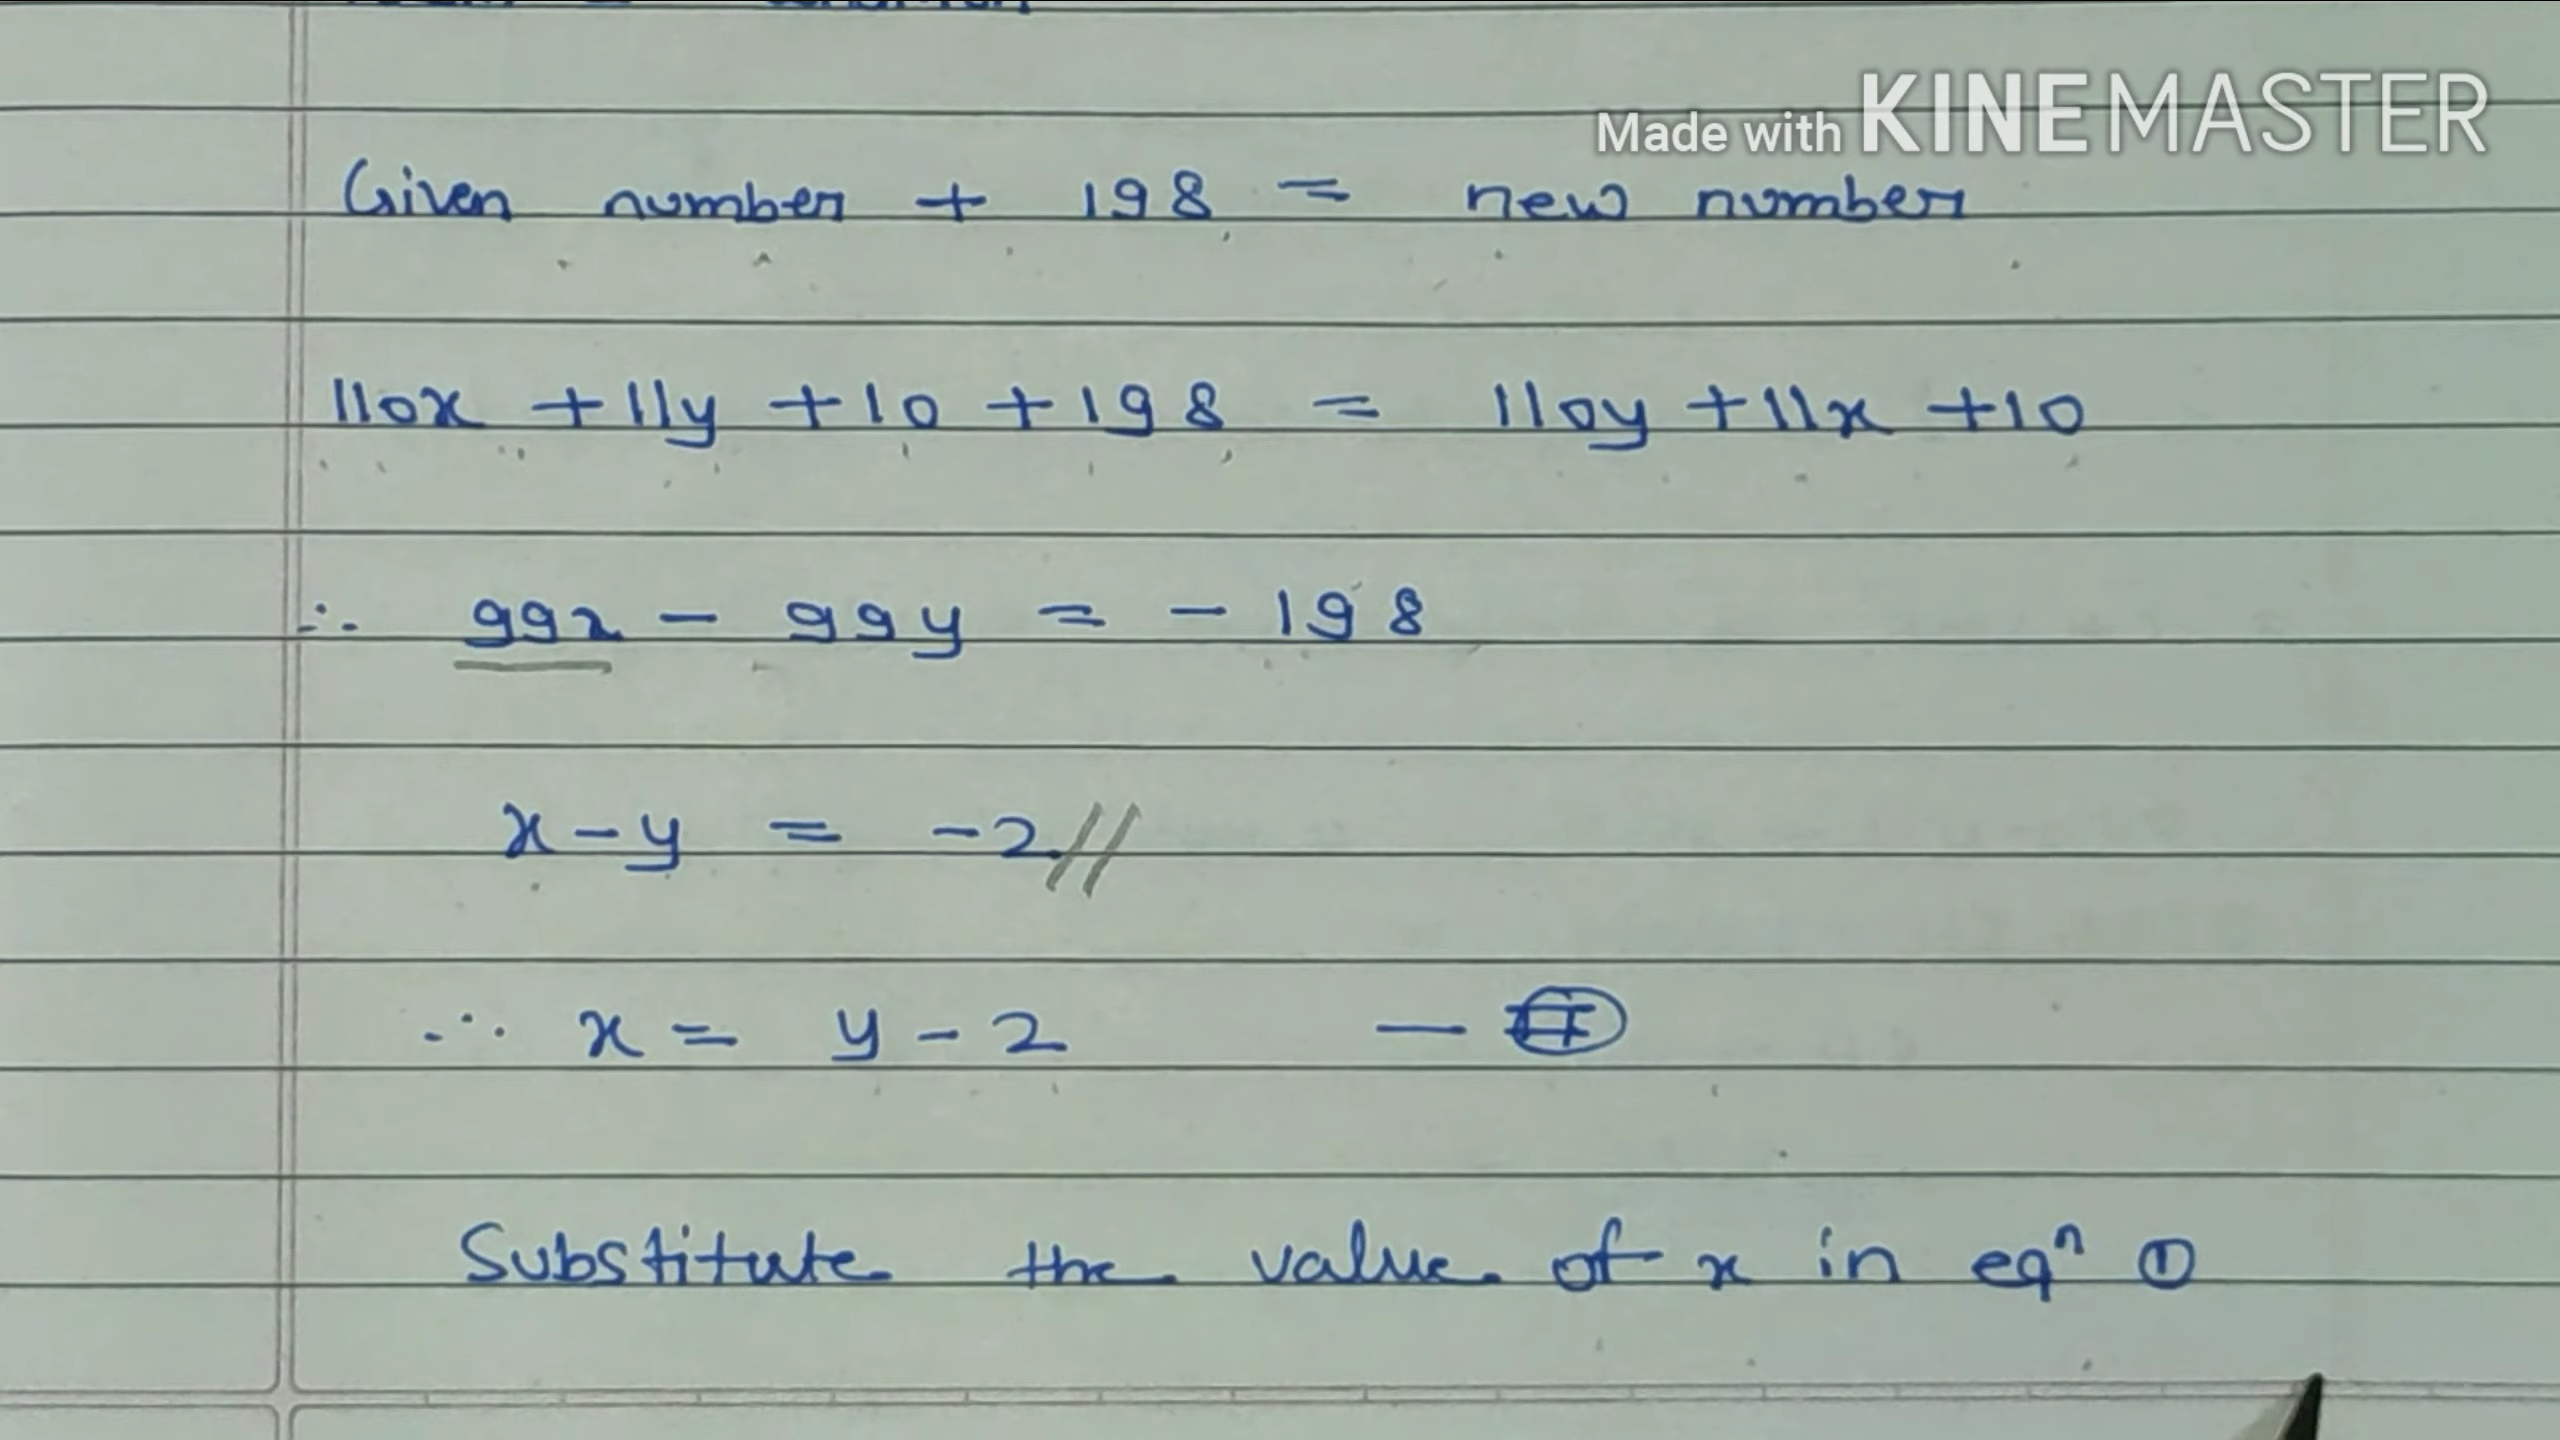 Made with KINEMASTER
Given number + 198 = new number
110x + 11y + 10 + 198 = 110y + 11x + 10
∴ 99x - 99y = - 198
x - y = -2 //
∴ x = y - 2 — II
Substitute the value of x in eqⁿ ①